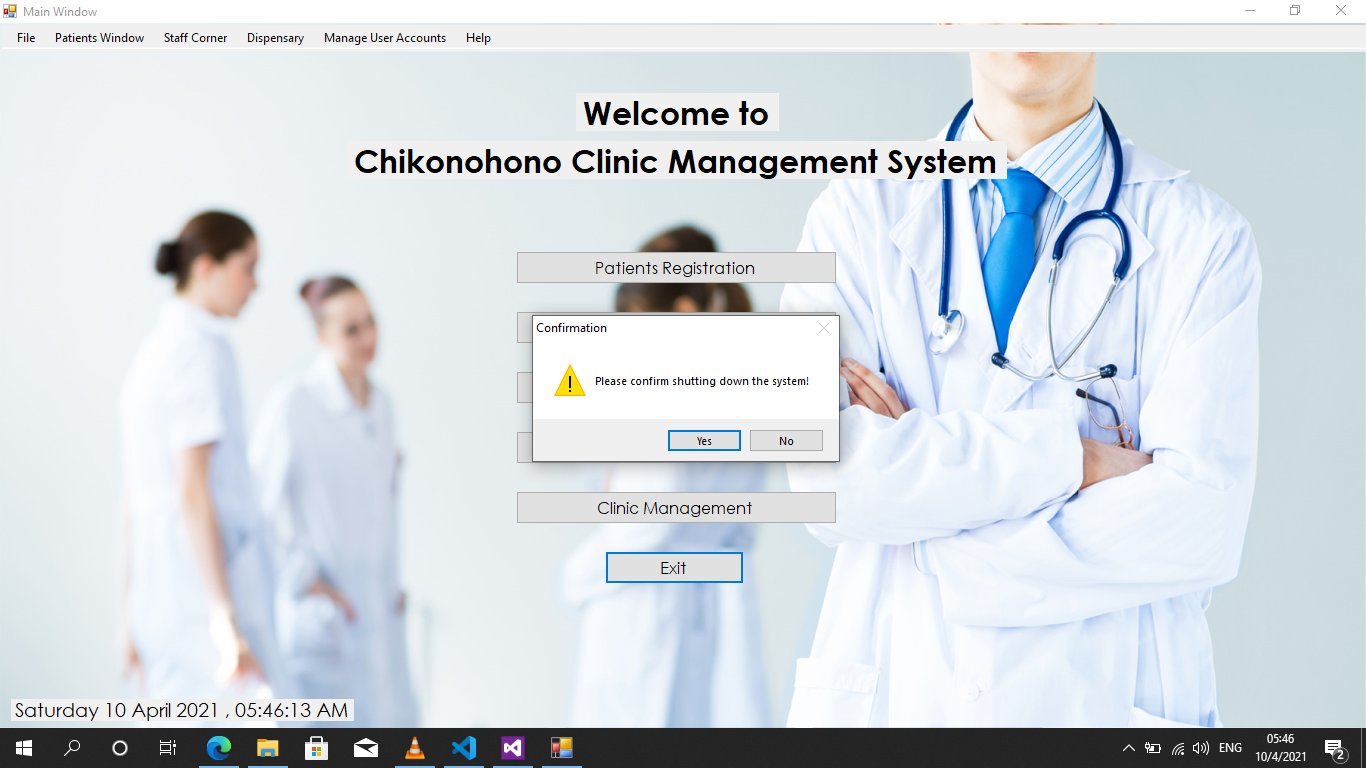 Main Window
File Patients Window Staff Corner Dispensary Manage User Accounts Help
Welcome to
Chikonohono Clinic Management System
Patients Registration
Confirmation
Please confirm shutting down the system!
Yes No
Clinic Management
Exit
Saturday 10 April 2021 , 05:46:13 AM
ENG
05:46
10/4/2021
2